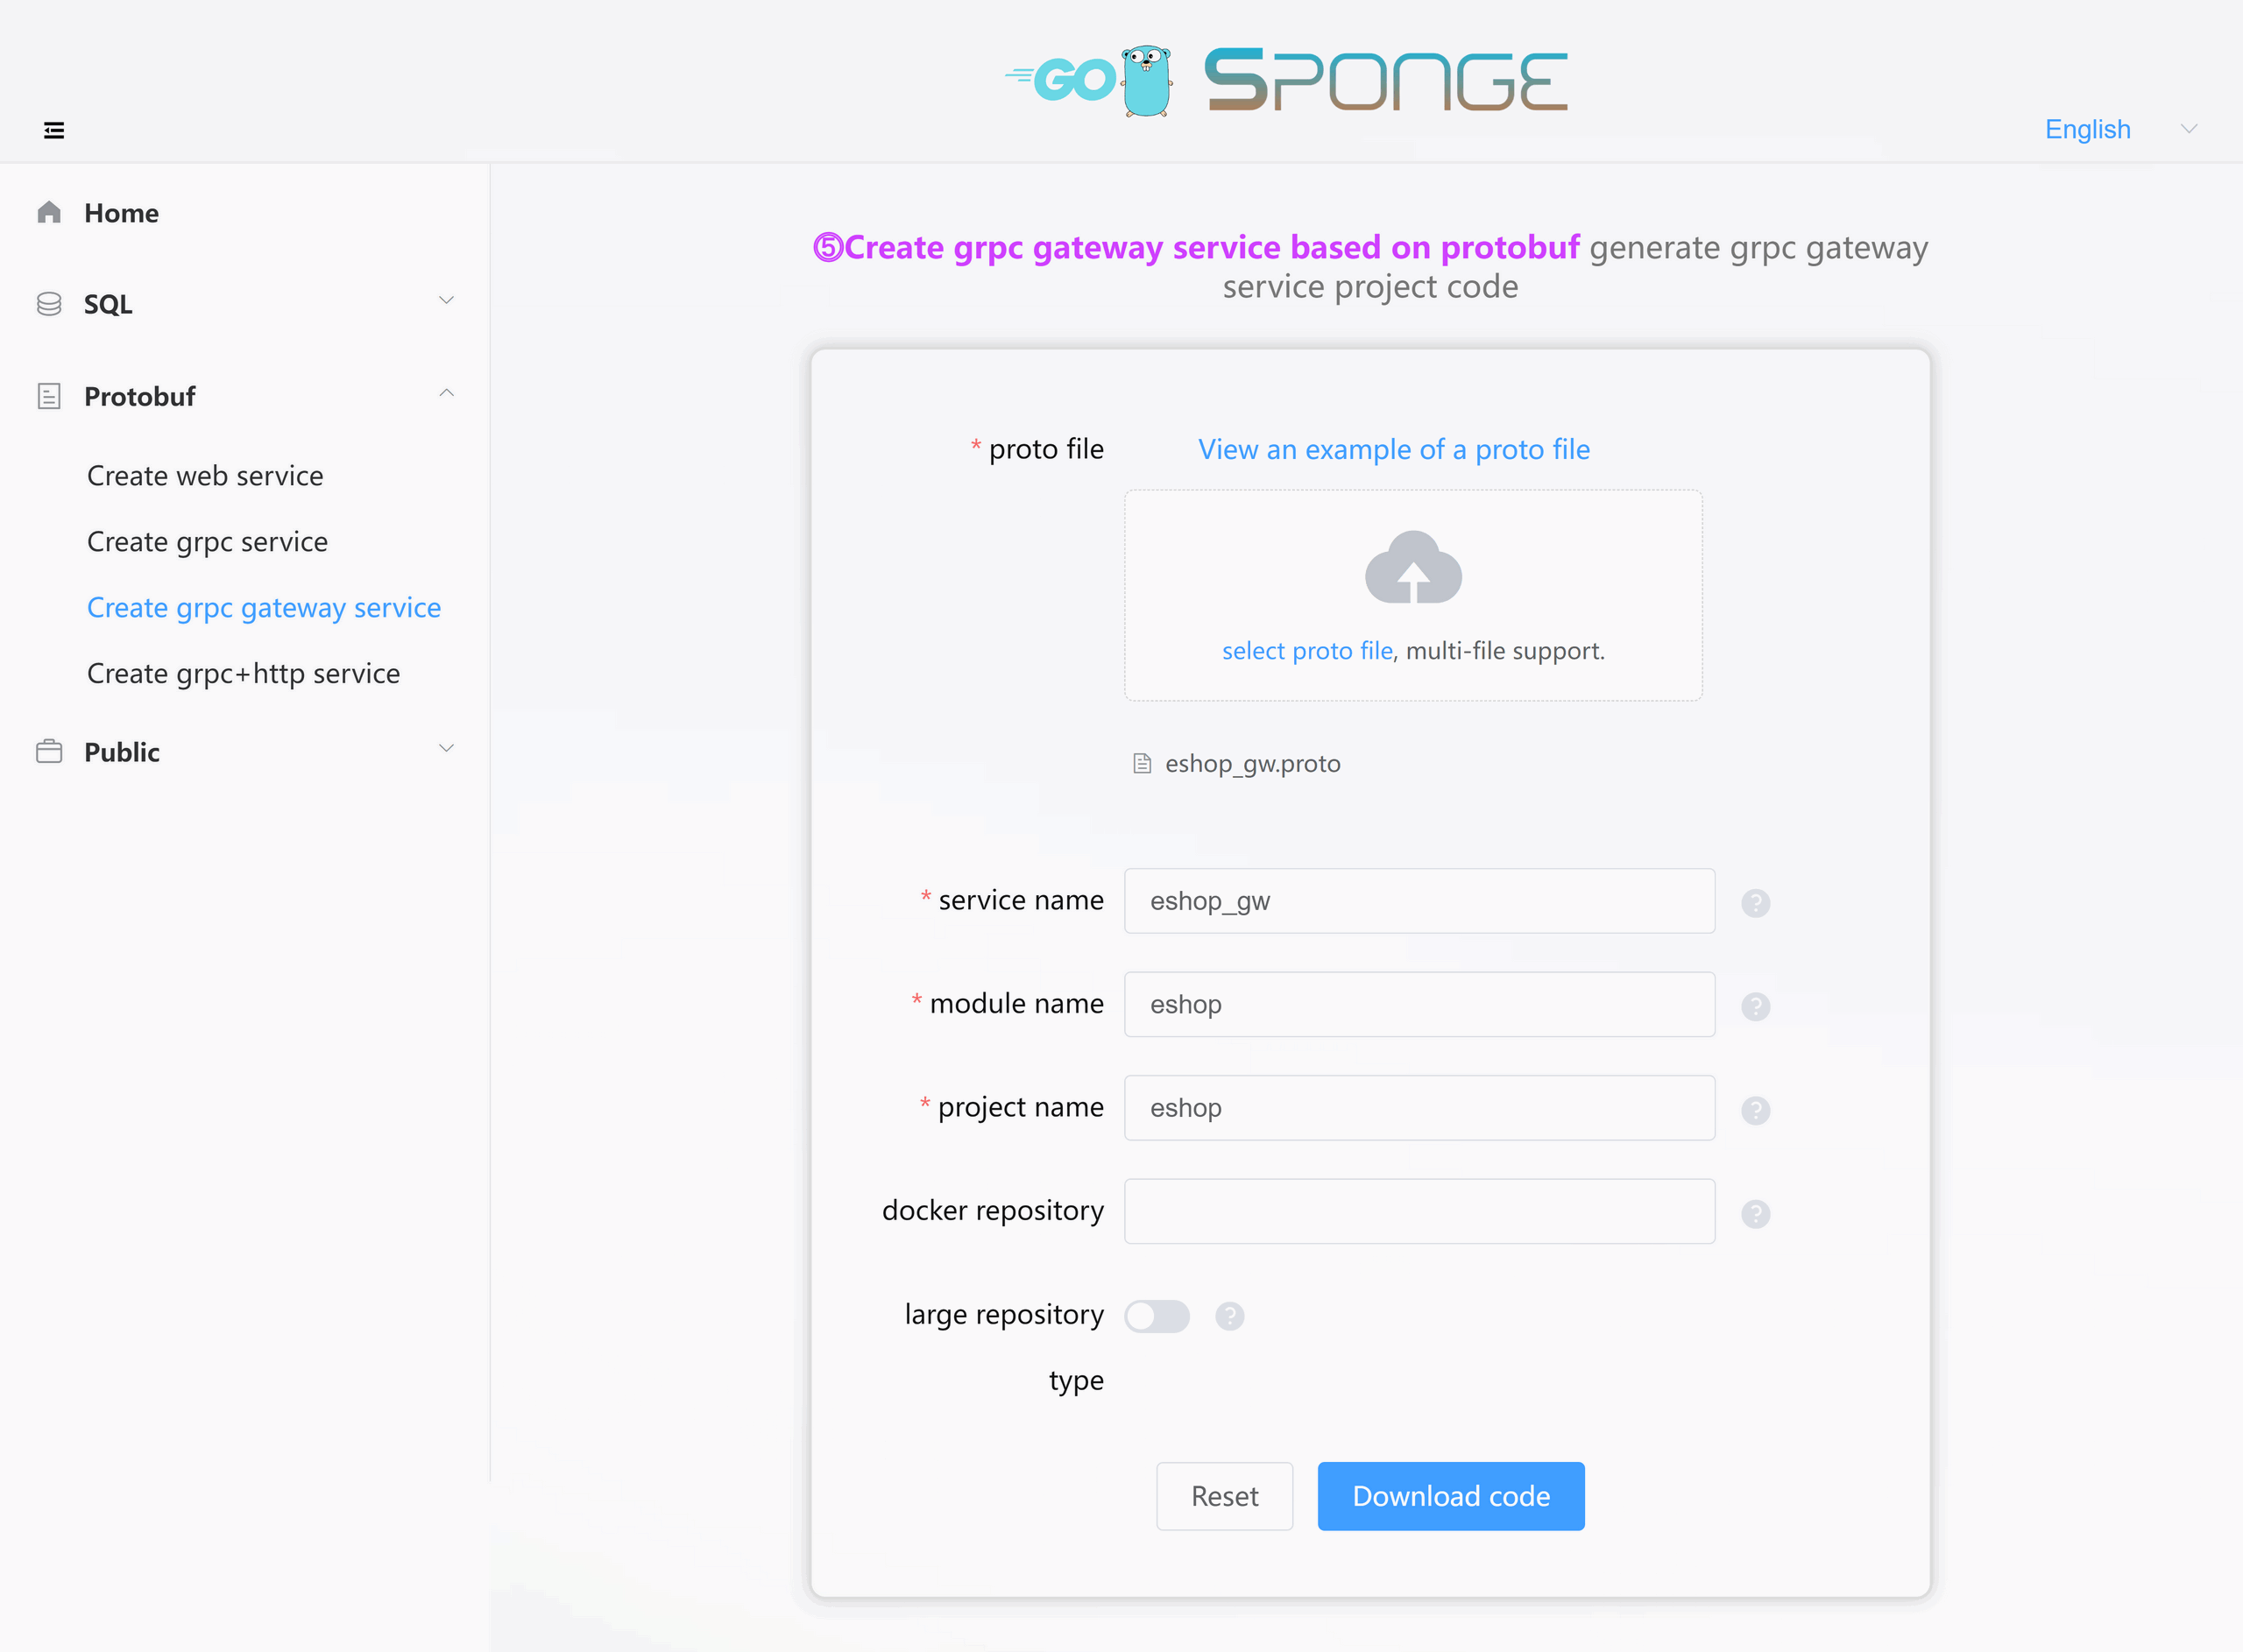 GO SPONGE
English
Home
SQL
Protobuf
Create web service
Create grpc service
Create grpc gateway service
Create grpc+http service
Public
⑤Create grpc gateway service based on protobuf generate grpc gateway
service project code
* proto file
View an example of a proto file
select proto file, multi-file support.
eshop_gw.proto
* service name
eshop_gw
?
* module name
eshop
?
* project name
eshop
?
docker repository
?
large repository
?
type
Reset
Download code